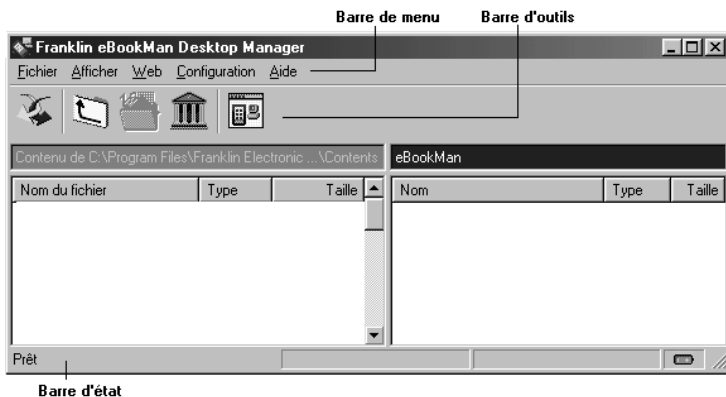 Barre de menu Barre d'outils
Franklin eBookMan Desktop Manager
Fichier Afficher Web Configuration Aide
Contenu de C:\Program Files\Franklin Electronic ...\Contents eBookMan
Nom du fichier Type Taille Nom Type Taille
Prêt
Barre d'état